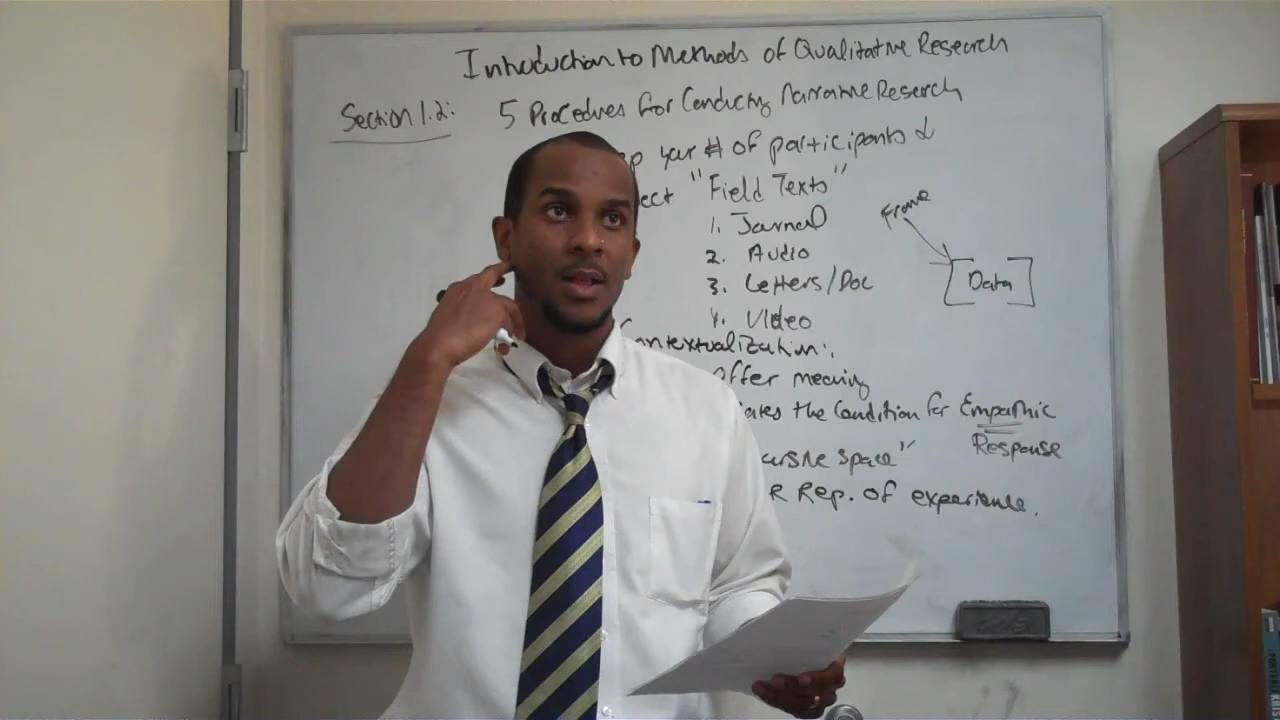 Introduction to Methods of Qualitative Research
Section 1.2:
5 Procedures for Conducting Narrative Research
your # of participants &
"Field Texts"
1. Journal
2. Audio
3. Letters/Doc
4. Video
Frame
[Data]
ontextualization:
Offer meaning
the Condition for Empathic
Response
space"
Rep. of experience.